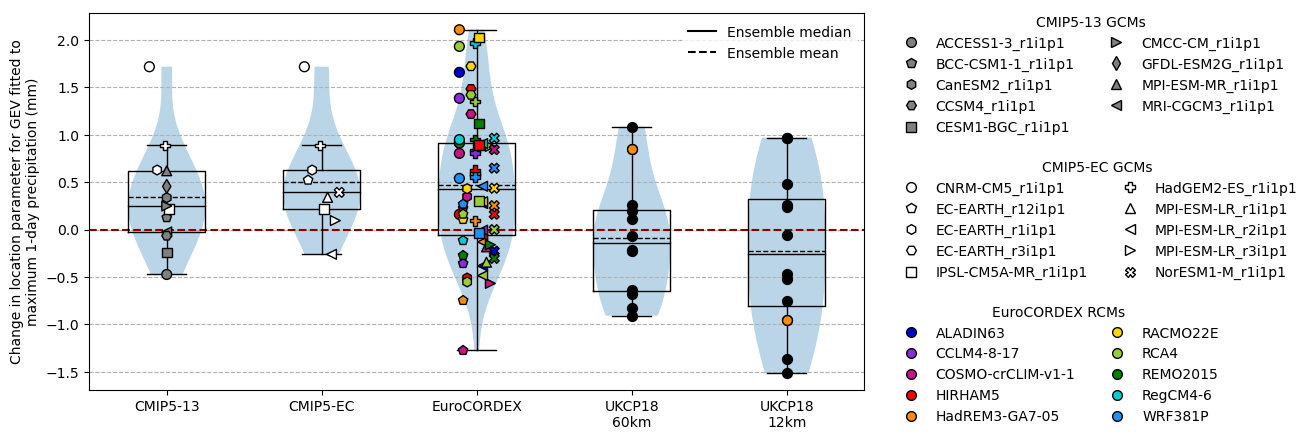 Change in location parameter for GEV fitted to
maximum 1-day precipitation (mm)
2.0
1.5
1.0
0.5
0.0
−0.5
−1.0
−1.5
CMIP5-13
CMIP5-EC
EuroCORDEX
UKCP18
60km
UKCP18
12km
Ensemble median
Ensemble mean
CMIP5-13 GCMs
ACCESS1-3_r1i1p1
BCC-CSM1-1_r1i1p1
CanESM2_r1i1p1
CCSM4_r1i1p1
CESM1-BGC_r1i1p1
CMCC-CM_r1i1p1
GFDL-ESM2G_r1i1p1
MPI-ESM-MR_r1i1p1
MRI-CGCM3_r1i1p1
CMIP5-EC GCMs
CNRM-CM5_r1i1p1
EC-EARTH_r12i1p1
EC-EARTH_r1i1p1
EC-EARTH_r3i1p1
IPSL-CM5A-MR_r1i1p1
HadGEM2-ES_r1i1p1
MPI-ESM-LR_r1i1p1
MPI-ESM-LR_r2i1p1
MPI-ESM-LR_r3i1p1
NorESM1-M_r1i1p1
EuroCORDEX RCMs
ALADIN63
CCLM4-8-17
COSMO-crCLIM-v1-1
HIRHAM5
HadREM3-GA7-05
RACMO22E
RCA4
REMO2015
RegCM4-6
WRF381P